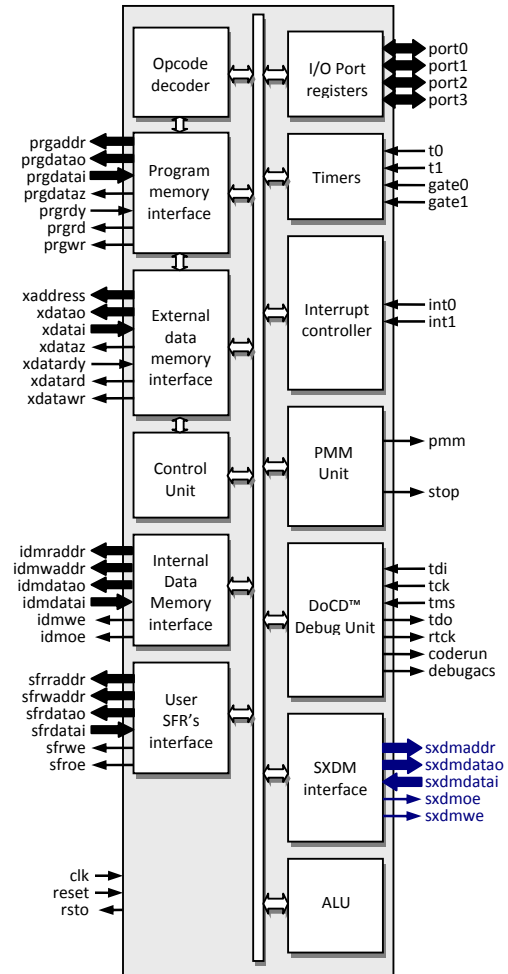 Opcode
decoder
I/O Port
registers
port0
port1
port2
port3
prgaddr
prgdatao
prgdatai
prgdataz
prgrdy
prgrd
prgwr
Program
memory
interface
Timers
t0
t1
gate0
gate1
xaddress
xdatao
xdatai
xdataz
xdatardy
xdatard
xdatawr
External
data
memory
interface
Interrupt
controller
int0
int1
Control
Unit
PMM
Unit
pmm
stop
idmraddr
idmwaddr
idmdatao
idmdatai
idmwe
idmoe
Internal
Data
Memory
interface
DoCD™
Debug Unit
tdi
tck
tms
tdo
rtck
coderun
debugacs
sfrraddr
sfrwaddr
sfrdatao
sfrdatai
sfrwe
sfroe
User
SFR's
interface
SXDM
interface
sxdmaddr
sxdmdatao
sxdmdatai
sxdmoe
sxdmwe
clk
reset
rsto
ALU